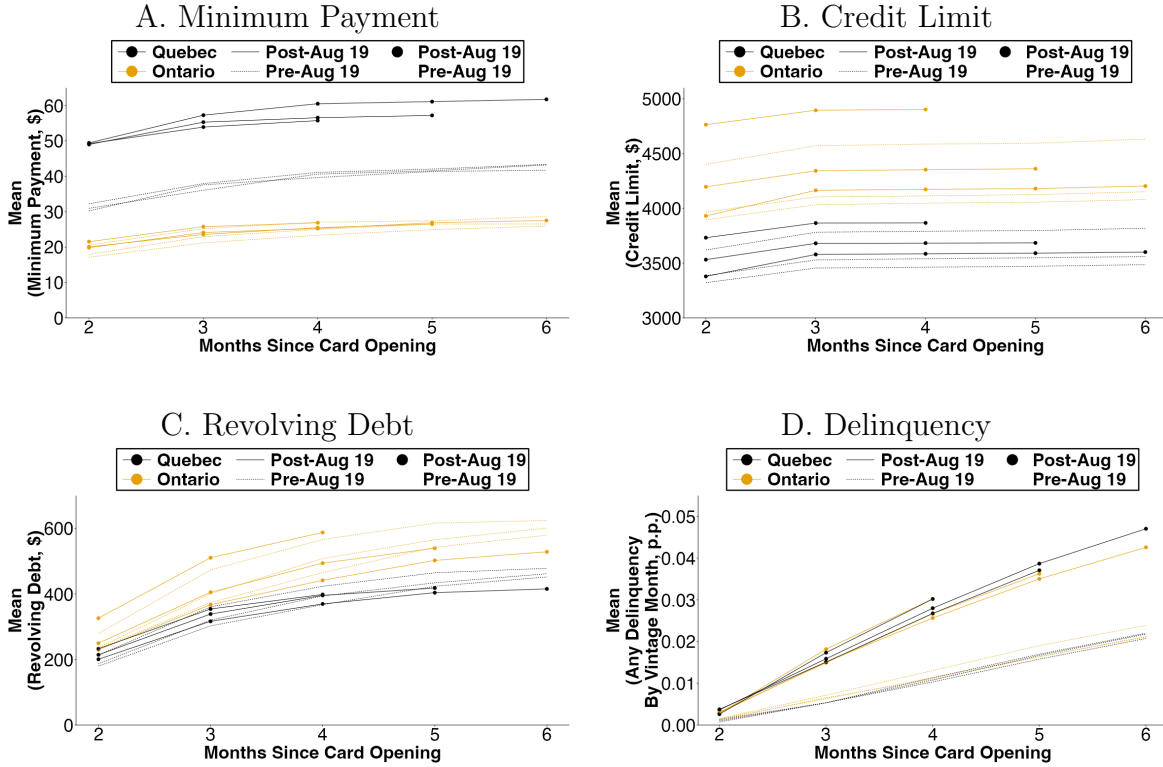 A. Minimum Payment
Quebec Post-Aug 19 Post-Aug 19
Ontario Pre-Aug 19 Pre-Aug 19
Mean
(Minimum Payment, $)
60
50
40
30
20
10
0
2 3 4 5 6
Months Since Card Opening
B. Credit Limit
Quebec Post-Aug 19 Post-Aug 19
Ontario Pre-Aug 19 Pre-Aug 19
Mean
(Credit Limit, $)
5000
4500
4000
3500
3000
2 3 4 5 6
Months Since Card Opening
C. Revolving Debt
Quebec Post-Aug 19 Post-Aug 19
Ontario Pre-Aug 19 Pre-Aug 19
Mean
(Revolving Debt, $)
600
400
200
0
2 3 4 5 6
Months Since Card Opening
D. Delinquency
Quebec Post-Aug 19 Post-Aug 19
Ontario Pre-Aug 19 Pre-Aug 19
Mean
(Any Delinquency
By Vintage Month, p.p.)
0.05
0.04
0.03
0.02
0.01
0.00
2 3 4 5 6
Months Since Card Opening